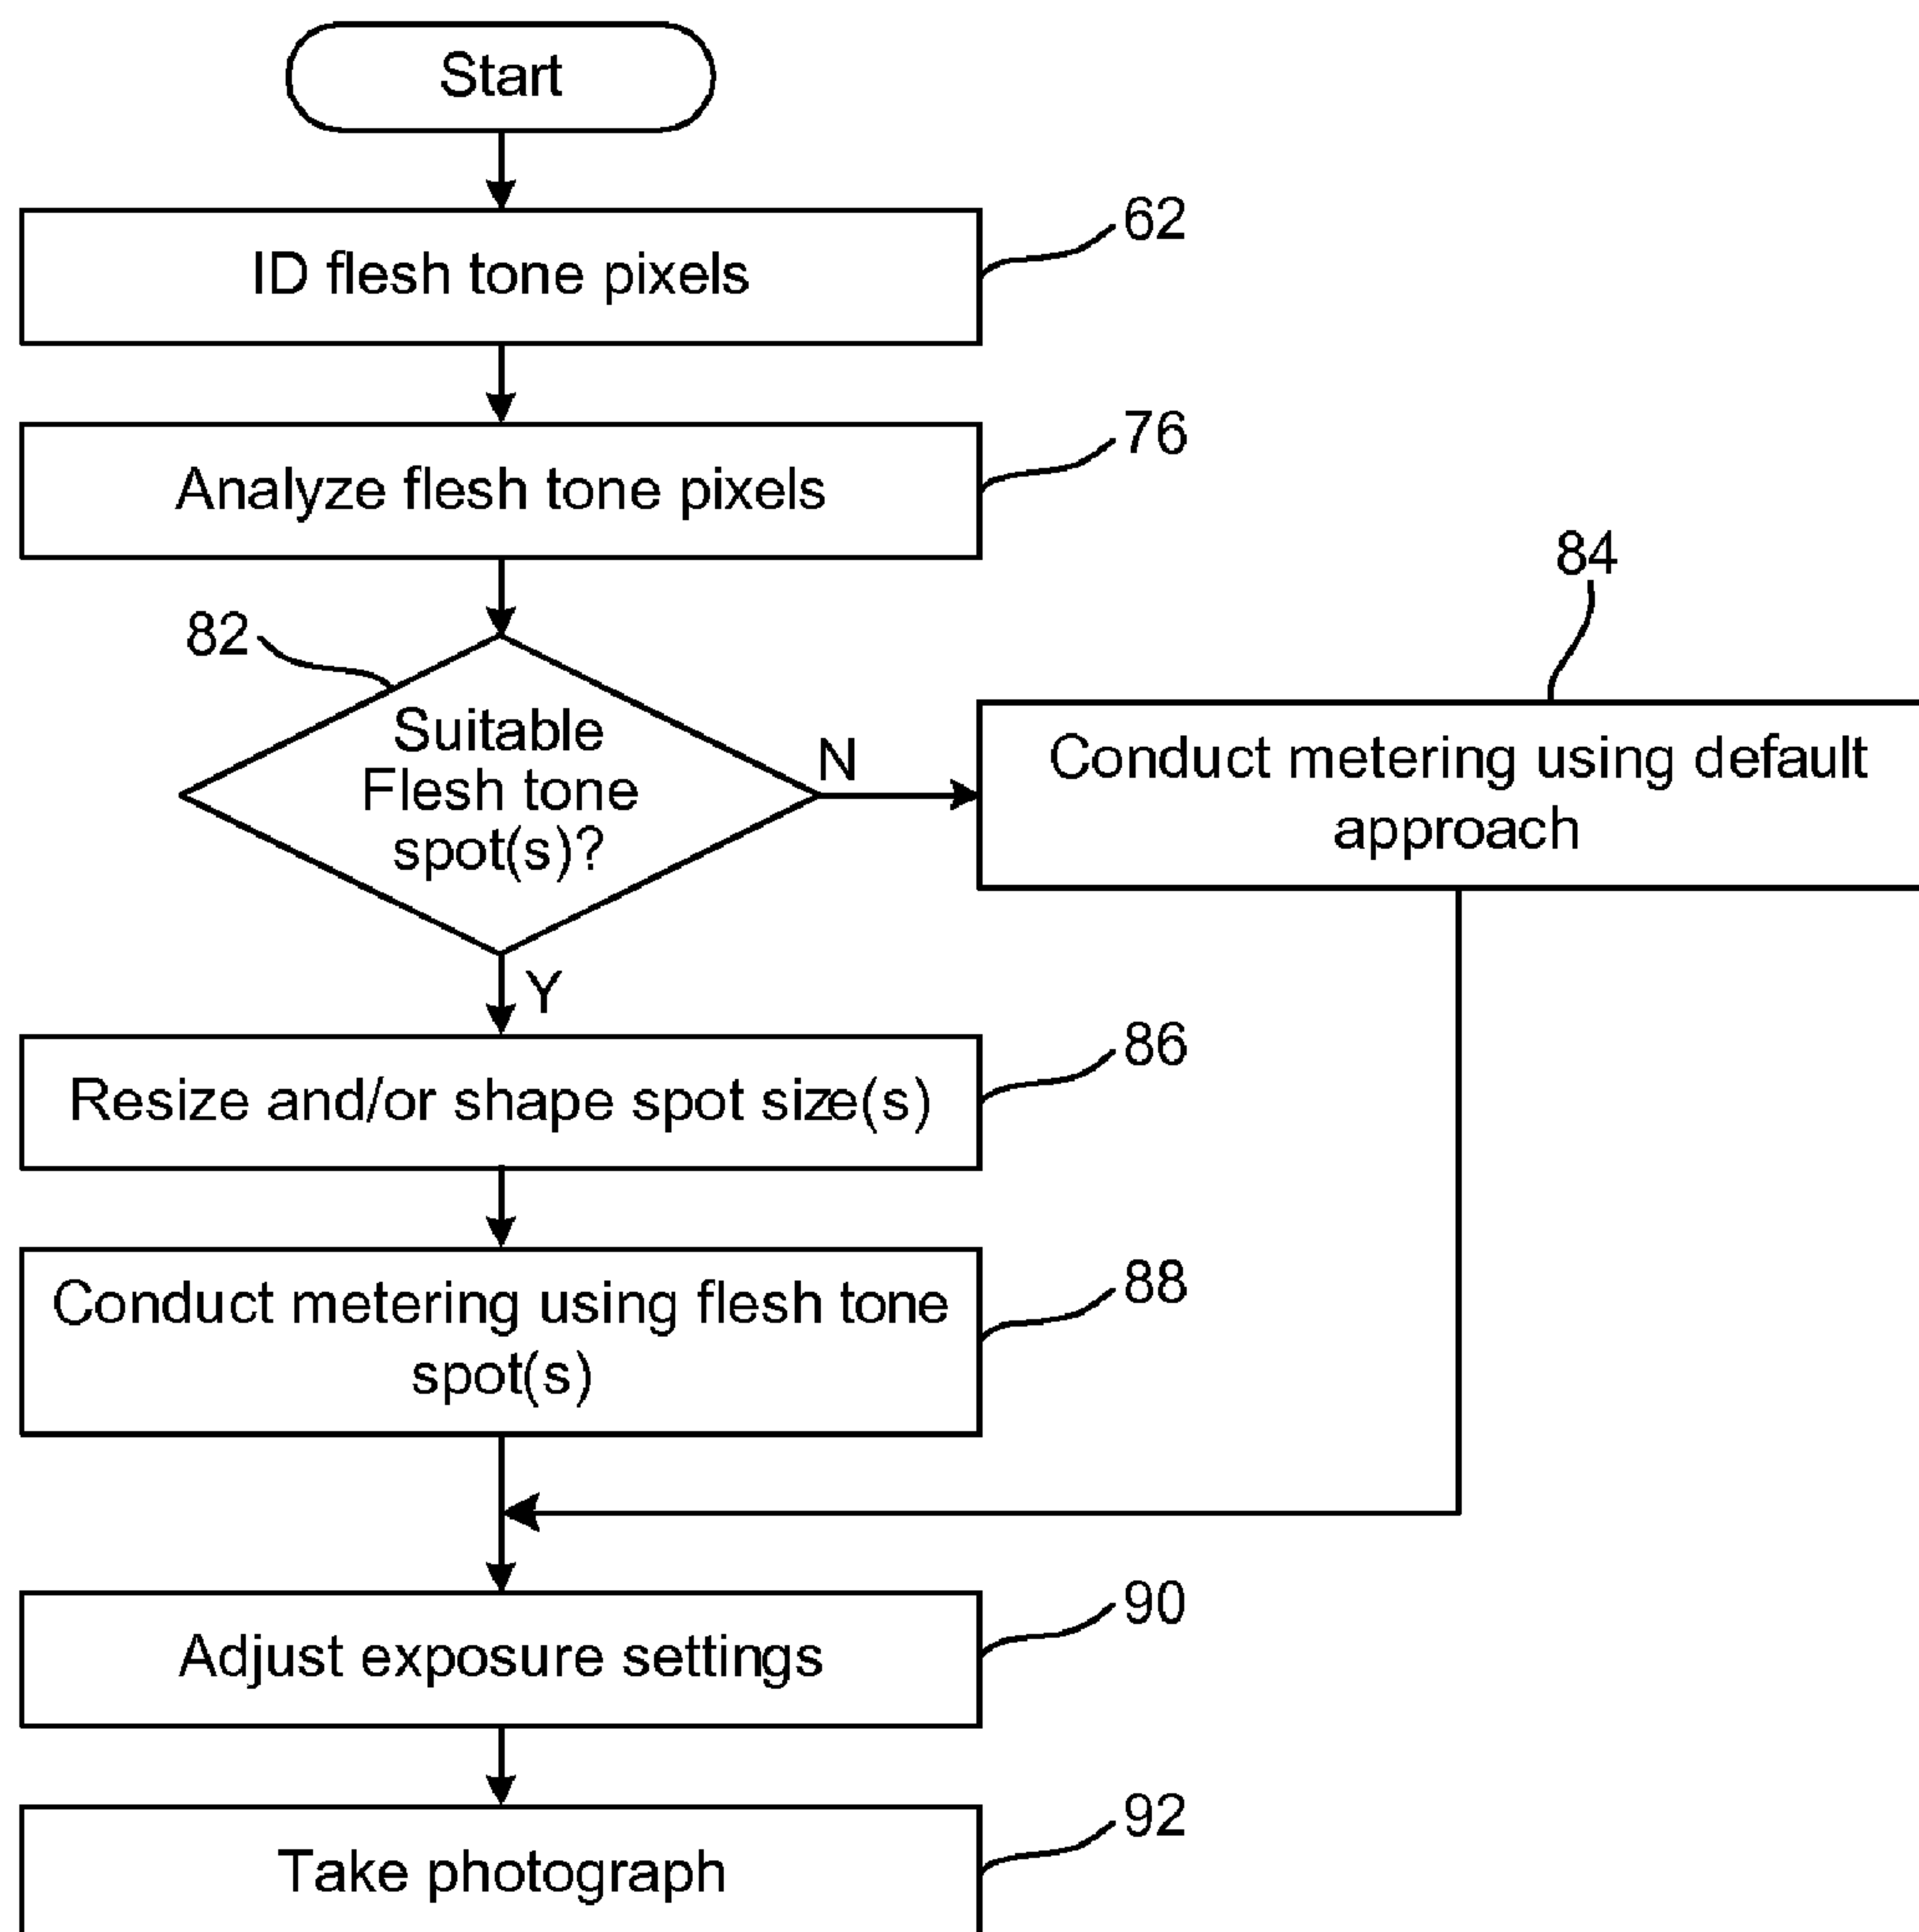 Start
ID flesh tone pixels
62
Analyze flesh tone pixels
76
82
Suitable
Flesh tone
spot(s)?
N
84
Conduct metering using default
approach
Y
Resize and/or shape spot size(s)
86
Conduct metering using flesh tone
spot(s)
88
Adjust exposure settings
90
Take photograph
92